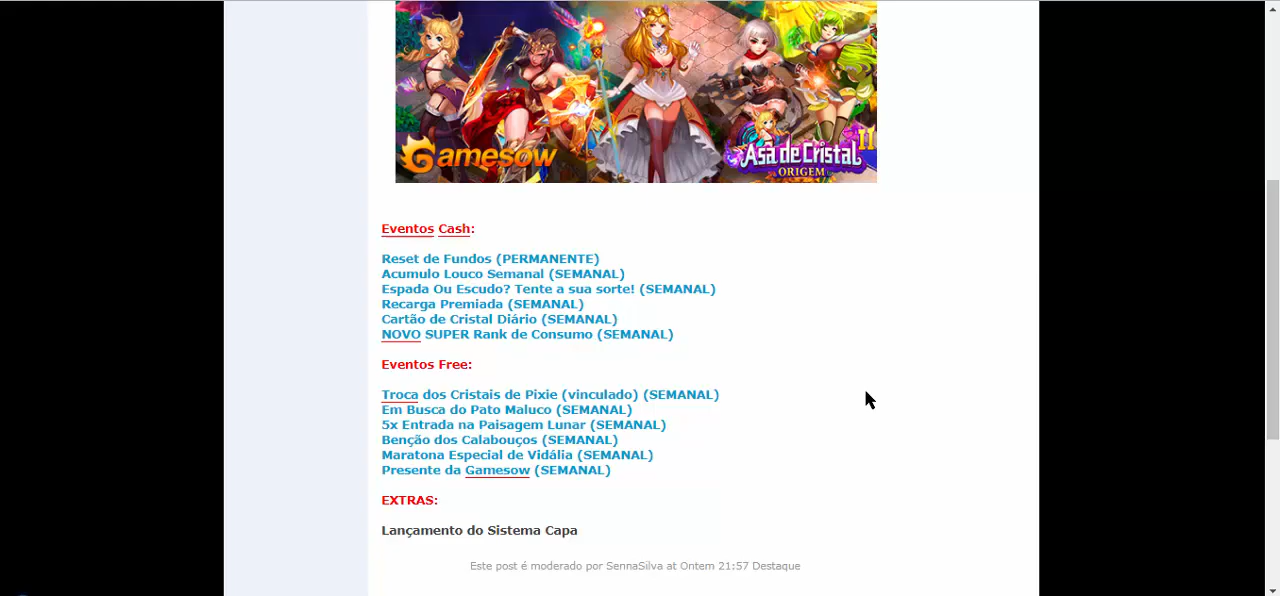 Gamesow
Asa de Cristal II
ORIGEM
Eventos Cash:
Reset de Fundos (PERMANENTE)
Acumulo Louco Semanal (SEMANAL)
Espada Ou Escudo? Tente a sua sorte! (SEMANAL)
Recarga Premiada (SEMANAL)
Cartão de Cristal Diário (SEMANAL)
NOVO SUPER Rank de Consumo (SEMANAL)
Eventos Free:
Troca dos Cristais de Pixie (vinculado) (SEMANAL)
Em Busca do Pato Maluco (SEMANAL)
5x Entrada na Paisagem Lunar (SEMANAL)
Benção dos Calabouços (SEMANAL)
Maratona Especial de Vidália (SEMANAL)
Presente da Gamesow (SEMANAL)
EXTRAS:
Lançamento do Sistema Capa
Este post é moderado por SennaSilva at Ontem 21:57 Destaque